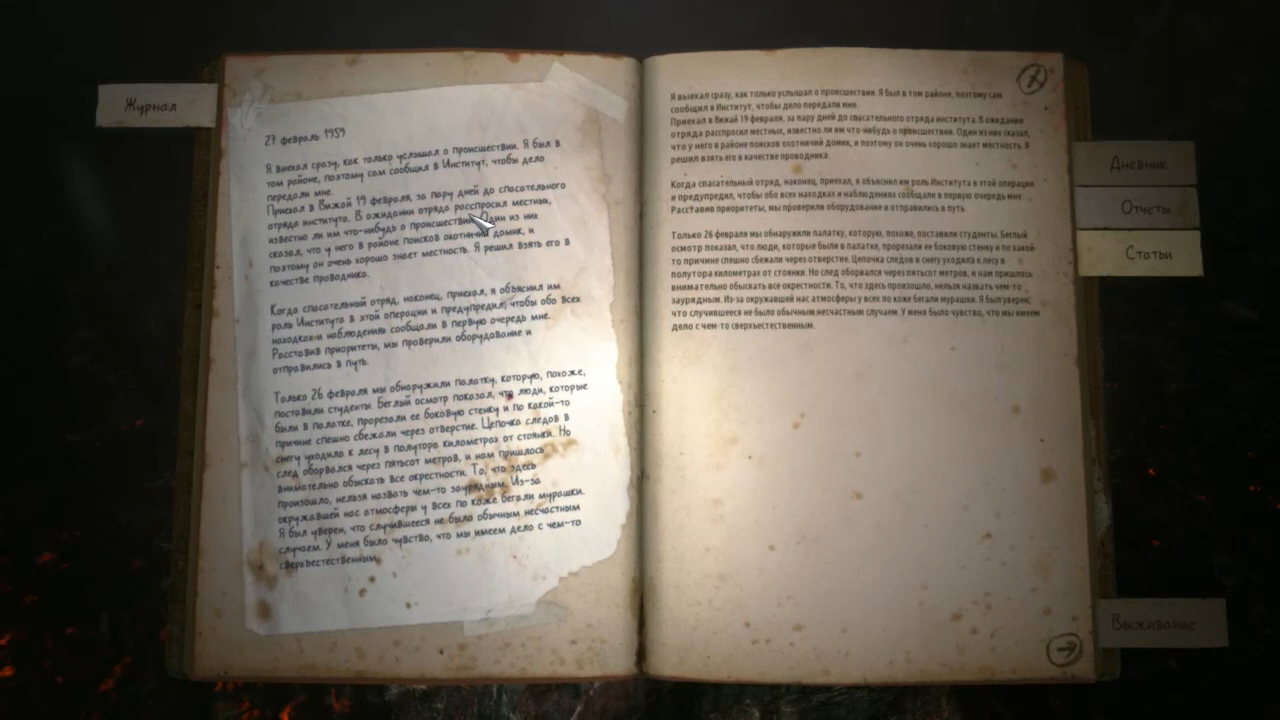 Журнал
27 февраль 1959
Я выехал сразу, как только услышал о происшествии. Я был в
том районе, поэтому сам сообщил в Институт, чтобы дело
передали мне.
Приехал в Вижай 19 февраля, за пару дней до спасательного
отряда института. В ожидании отряда расспросил местных,
известно ли им что-нибудь о происшествии. Один из них
сказал, что у него в районе поисков охотничий домик, и
поэтому он очень хорошо знает местность. Я решил взять его в
качестве проводника.
Когда спасательный отряд, наконец, приехал, я объяснил им
роль Института в этой операции и предупредил, чтобы обо всех
находках и наблюдениях сообщали в первую очередь мне.
Расставив приоритеты, мы проверили оборудование и
отправились в путь.
Только 26 февраля мы обнаружили палатку, которую, похоже,
поставили студенты. Беглый осмотр показал, что люди, которые
были в палатке, прорезали ее боковую стенку и по какой-то
причине спешно сбежали через отверстие. Цепочка следов в
снегу уходила к лесу в полутора километрах от стоянки. Но
след оборвался через пятьсот метров, и нам пришлось
внимательно обыскать все окрестности. То, что здесь
произошло, нельзя назвать чем-то заурядным. Из-за
окружавшей нас атмосферы у всех по коже бегали мурашки.
Я был уверен, что случившееся не было обычным несчастным
случаем. У меня было чувство, что мы имеем дело с чем-то
сверхъестественным.
Я выехал сразу, как только услышал о происшествии. Я был в том районе, поэтому сам
сообщил в Институт, чтобы дело передали мне.
Приехал в Вижай 19 февраля, за пару дней до спасательного отряда института. В ожидании
отряда расспросил местных, известно ли им что-нибудь о происшествии. Один из них сказал,
что у него в районе поисков охотничий домик, и поэтому он очень хорошо знает местность. Я
решил взять его в качестве проводника.
Когда спасательный отряд, наконец, приехал, я объяснил им роль Института в этой операции
и предупредил, чтобы обо всех находках и наблюдениях сообщали в первую очередь мне.
Расставив приоритеты, мы проверили оборудование и отправились в путь.
Только 26 февраля мы обнаружили палатку, которую, похоже, поставили студенты. Беглый
осмотр показал, что люди, которые были в палатке, прорезали ее боковую стенку и по какой-
то причине спешно сбежали через отверстие. Цепочка следов в снегу уходила к лесу в
полутора километрах от стоянки. Но след оборвался через пятьсот метров, и нам пришлось
внимательно обыскать все окрестности. То, что здесь произошло, нельзя назвать чем-то
заурядным. Из-за окружавшей нас атмосферы у всех по коже бегали мурашки. Я был уверен,
что случившееся не было обычным несчастным случаем. У меня было чувство, что мы имеем
дело с чем-то сверхъестественным.
Дневник
Отчеты
Статьи
Выживание